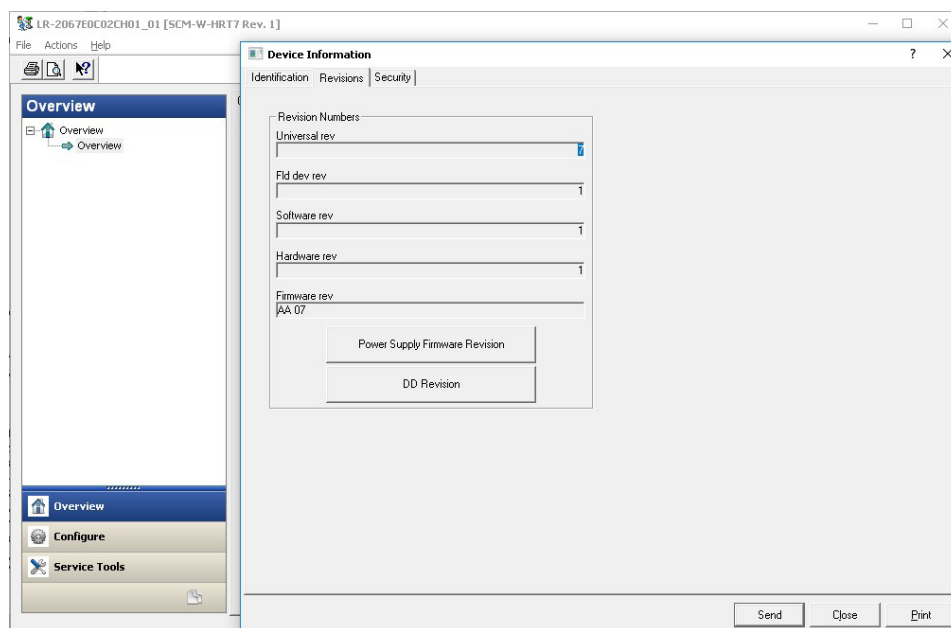 LR-2067E0C02CH01_01 [SCM-W-HRT7 Rev. 1]
File Actions Help
Overview
Overview
Overview
Overview
Configure
Service Tools
Device Information
Identification Revisions Security
Revision Numbers
Universal rev
7
Fld dev rev
1
Software rev
1
Hardware rev
1
Firmware rev
AA 07
Power Supply Firmware Revision
DD Revision
Send Close Print